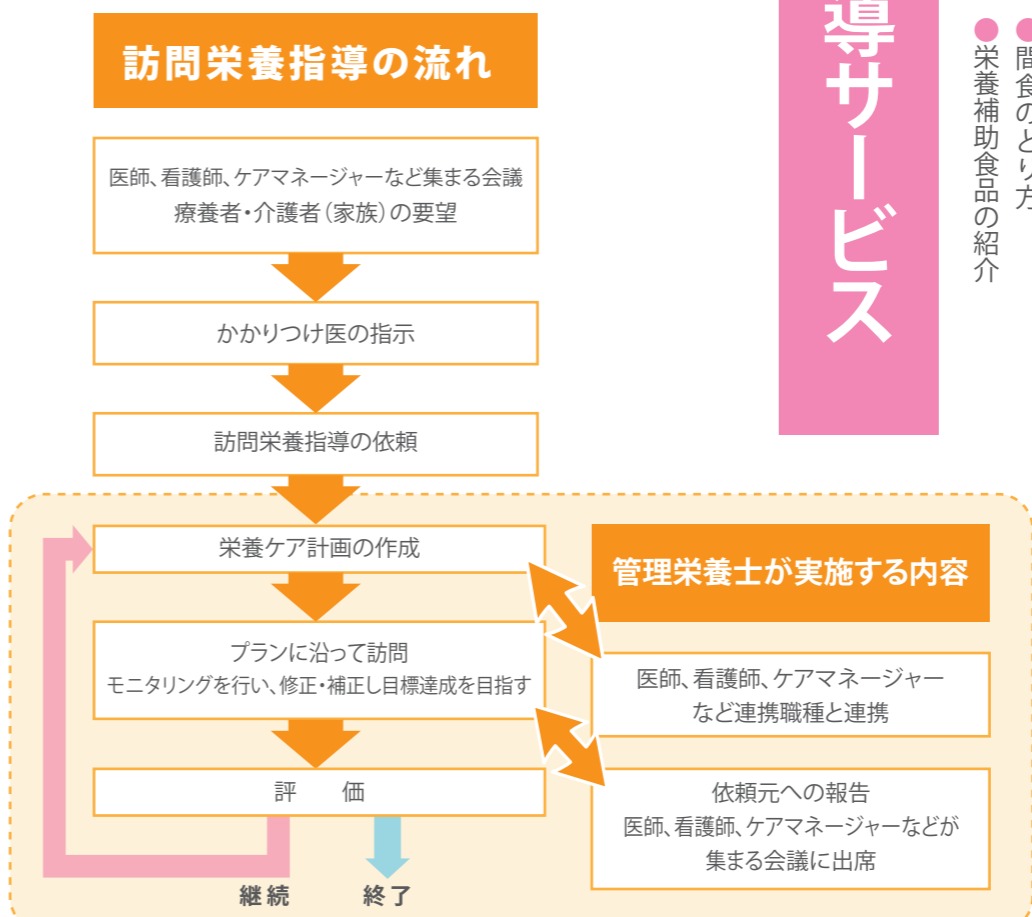 訪問栄養指導の流れ
医師、看護師、ケアマネージャーなど集まる会議
療養者・介護者（家族）の要望
かかりつけ医の指示
訪問栄養指導の依頼
栄養ケア計画の作成
プランに沿って訪問
モニタリングを行い、修正・補正し目標達成を目指す
評　価
継続
終了
管理栄養士が実施する内容
医師、看護師、ケアマネージャー
など連携職種と連携
依頼元への報告
医師、看護師、ケアマネージャーなどが
集まる会議に出席
導サービス
●間食のとり方
●栄養補助食品の紹介